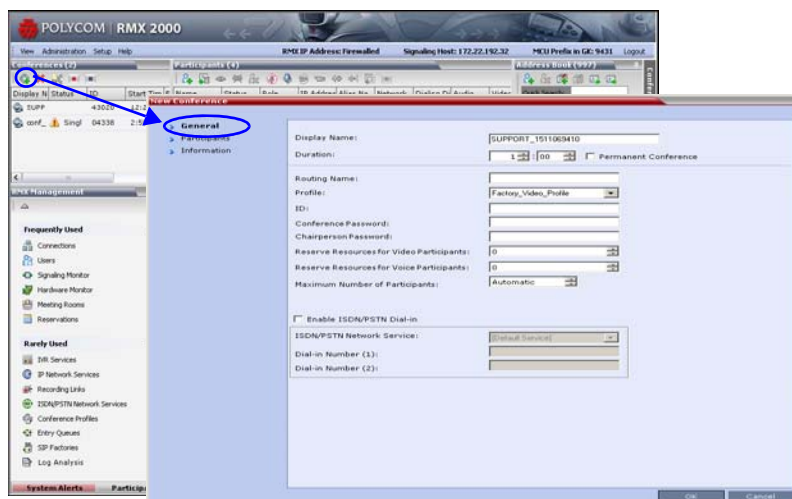 POLYCOM | RMX 2000
View Administration Setup Help RMX IP Address: Firewalled Signaling Host: 172.22.192.32 MCU Prefix in GK: 9431 Logout
Conferences (2) Participants (4) Address Book (997)
Display N Status ID Start Tim
Name Status Role IP Address Alias Na Network Dialing Di Audio Video
SUPP 43020
conf_ Singl 04338
New Conference
General
Participants
Information
Display Name: SUPPORT_1511069410
Duration: 1 : 00 Permanent Conference
Routing Name:
Profile: Factory_Video_Profile
ID:
Conference Password:
Chairperson Password:
Reserve Resources for Video Participants: 0
Reserve Resources for Voice Participants: 0
Maximum Number of Participants: Automatic
Enable ISDN/PSTN Dial-in
ISDN/PSTN Network Service: [Default Service]
Dial-in Number (1):
Dial-in Number (2):
OK Cancel
RMX Management
Frequently Used
Connections
Users
Signaling Monitor
Hardware Monitor
Meeting Rooms
Reservations
Rarely Used
IVR Services
IP Network Services
Recording Links
ISDN/PSTN Network Services
Conference Profiles
Entry Queues
SIP Factories
Log Analysis
System Alerts Particip